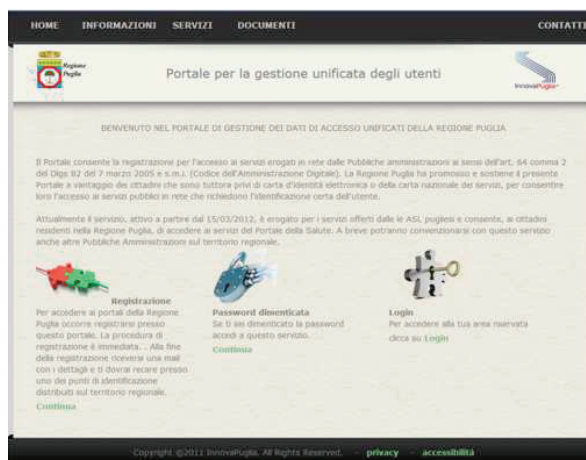 HOME INFORMAZIONI SERVIZI DOCUMENTI CONTATTI
Regione
Puglia
Portale per la gestione unificata degli utenti
InnovaPuglia
BENVENUTO NEL PORTALE DI GESTIONE DEI DATI DI ACCESSO UNIFICATI DELLA REGIONE PUGLIA
Il Portale consente la registrazione per l'accesso ai servizi erogati in rete dalle Pubbliche amministrazioni ai sensi dell'art. 64 comma 2
del Dlgs 82 del 7 marzo 2005 e s.m.i. (Codice dell'Amministrazione Digitale). La Regione Puglia ha promosso e sostiene il presente
Portale a vantaggio dei cittadini che sono tuttora privi di carta d'identità elettronica o della carta nazionale dei servizi, per consentire
loro l'accesso ai servizi pubblici in rete che richiedono l'identificazione certa dell'utente.
Attualmente il servizio, attivo a partire dal 15/03/2012, è erogato per i servizi offerti dalle ASL pugliesi e consente, ai cittadini
residenti nella Regione Puglia, di accedere ai servizi del Portale della Salute. A breve potranno convenzionarsi con questo servizio
anche altre Pubbliche Amministrazioni sul territorio regionale.
Registrazione
Per accedere ai portali della Regione
Puglia occorre registrarsi presso
questo portale. La procedura di
registrazione è immediata... Alla fine
della registrazione riceverai una mail
con i dettagli e ti dovrai recare presso
uno dei punti di identificazione
distribuiti sul territorio regionale.
Continua
Password dimenticata
Se ti sei dimenticato la password
accedi a questo servizio.
Continua
Login
Per accedere alla tua area riservata
clicca su Login
Copyright ©2011 InnovaPuglia. All Rights Reserved. - privacy - accessibilità